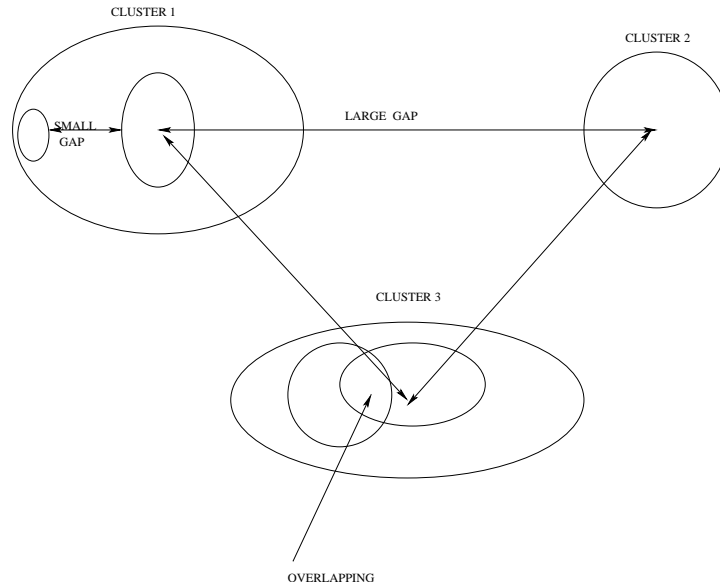 CLUSTER 1
CLUSTER 2
LARGE GAP
SMALL
GAP
CLUSTER 3
OVERLAPPING